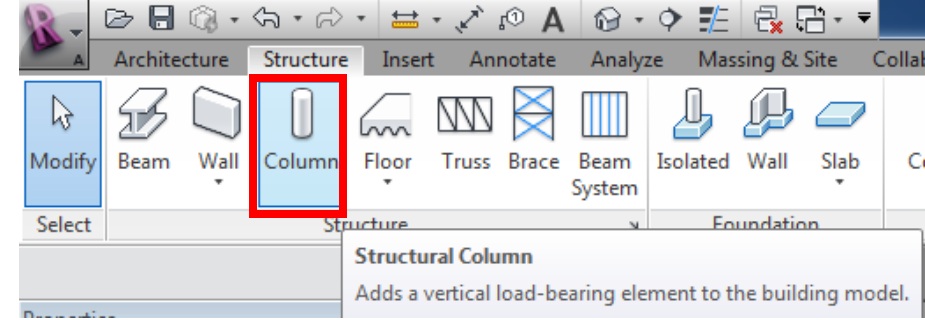 A
A
Architecture Structure Insert Annotate Analyze Massing & Site Collab
Modify Beam Wall Column Floor Truss Brace Beam System Isolated Wall Slab
Select Structure Foundation
Structural Column
Adds a vertical load-bearing element to the building model.